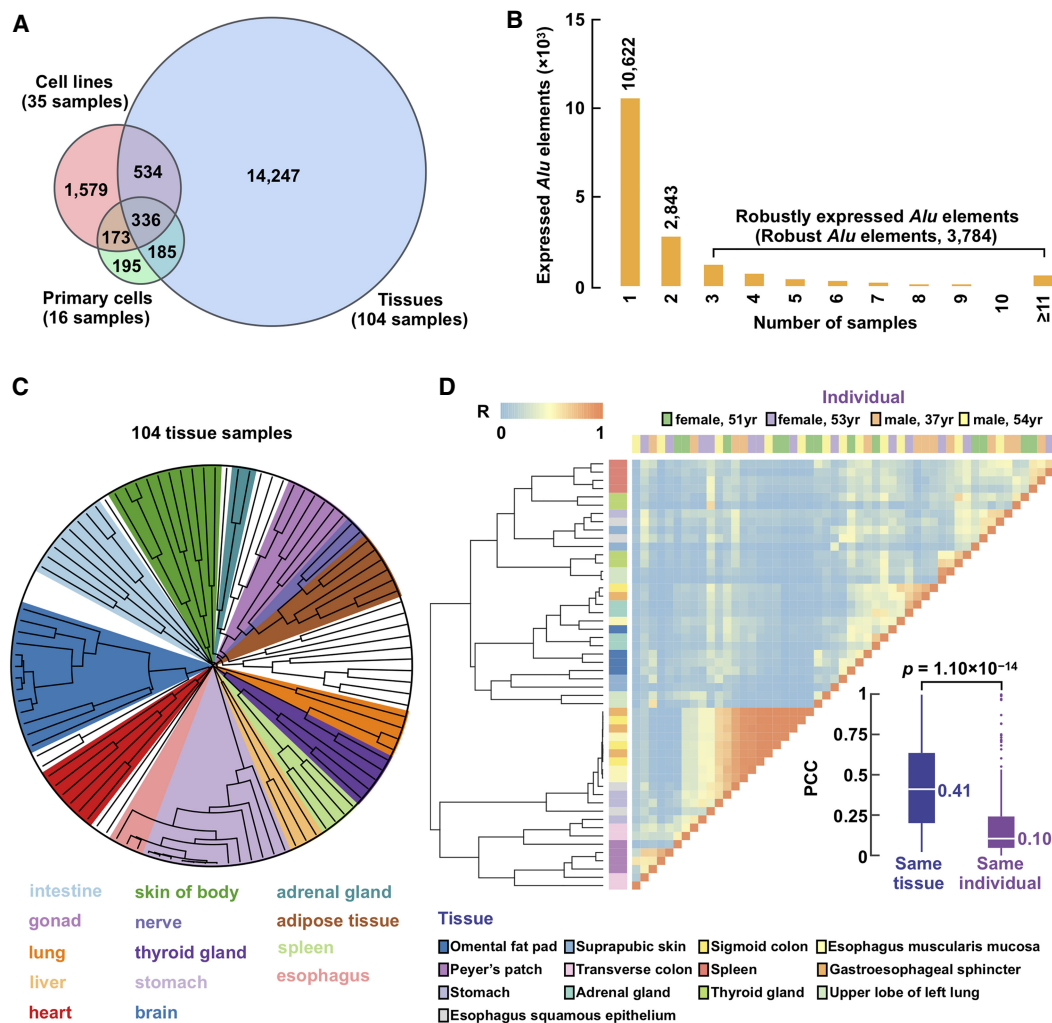 A
Cell lines
(35 samples)
1,579
534
14,247
336
173
185
195
Primary cells
(16 samples)
Tissues
(104 samples)
B
Expressed Alu elements (×10³)
15
10
5
0
10,622
2,843
Robustly expressed Alu elements
(Robust Alu elements, 3,784)
1
2
3
4
5
6
7
8
9
10
≥11
Number of samples
C
104 tissue samples
intestine
skin of body
adrenal gland
gonad
nerve
adipose tissue
lung
thyroid gland
spleen
liver
stomach
esophagus
heart
brain
D
R
0
1
Individual
female, 51yr
female, 53yr
male, 37yr
male, 54yr
p = 1.10×10⁻¹⁴
PCC
1
0.75
0.5
0.25
0
0.41
0.10
Same
tissue
Same
individual
Tissue
Omental fat pad
Suprapubic skin
Sigmoid colon
Esophagus muscularis mucosa
Peyer's patch
Transverse colon
Spleen
Gastroesophageal sphincter
Stomach
Adrenal gland
Thyroid gland
Upper lobe of left lung
Esophagus squamous epithelium